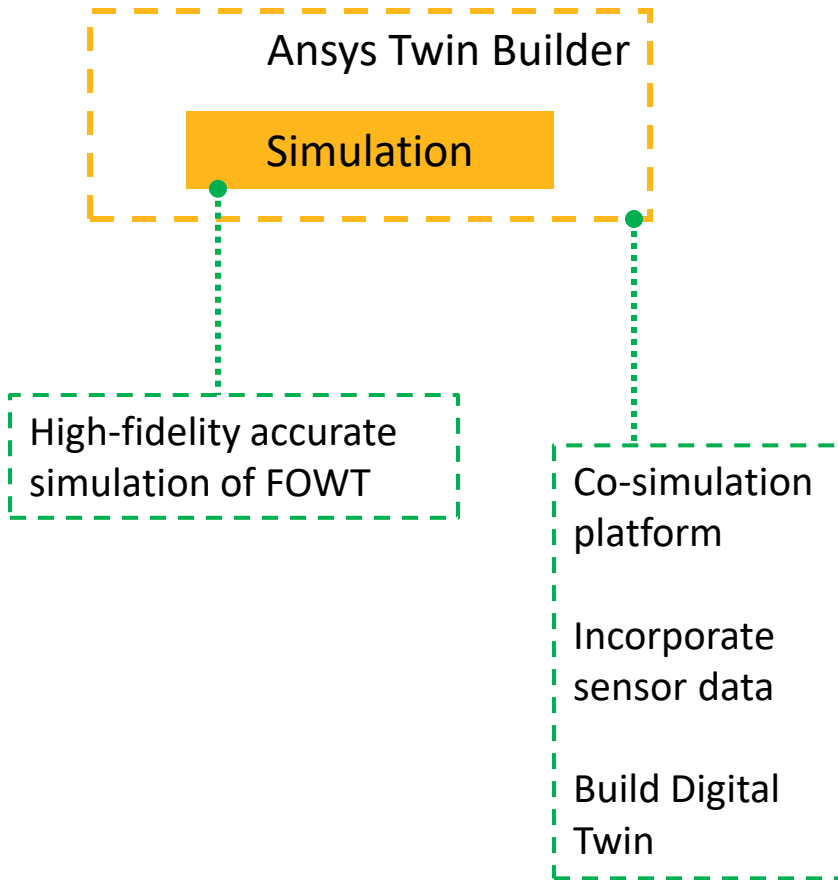 Ansys Twin Builder
Simulation
High-fidelity accurate
simulation of FOWT
Co-simulation
platform
Incorporate
sensor data
Build Digital
Twin